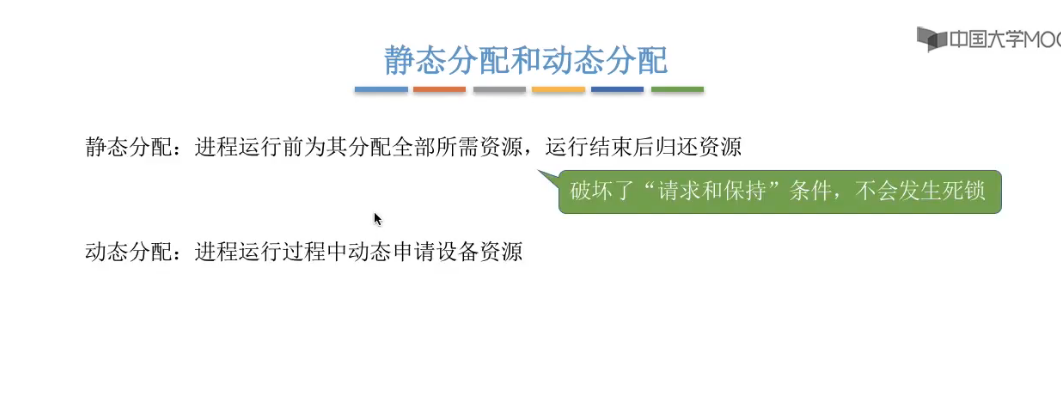 中国大学MOO
静态分配和动态分配
静态分配：进程运行前为其分配全部所需资源，运行结束后归还资源
破坏了“请求和保持”条件，不会发生死锁
动态分配：进程运行过程中动态申请设备资源